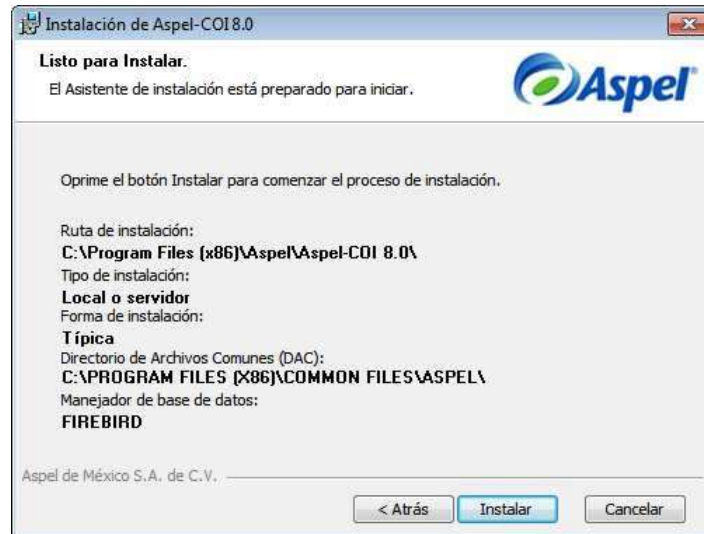 Instalación de Aspel-COI 8.0
Listo para Instalar.
El Asistente de instalación está preparado para iniciar.
Aspel
Oprime el botón Instalar para comenzar el proceso de instalación.
Ruta de instalación:
C:\Program Files (x86)\Aspel\Aspel-COI 8.0\
Tipo de instalación:
Local o servidor
Forma de instalación:
Típica
Directorio de Archivos Comunes (DAC):
C:\PROGRAM FILES (X86)\COMMON FILES\ASPEL\
Manejador de base de datos:
FIREBIRD
Aspel de México S.A. de C.V.
< Atrás Instalar Cancelar